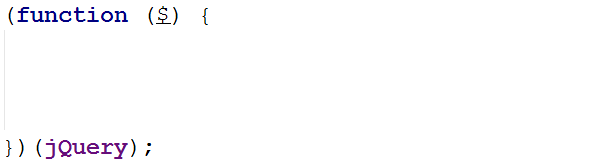 (function ($) {
})(jQuery);